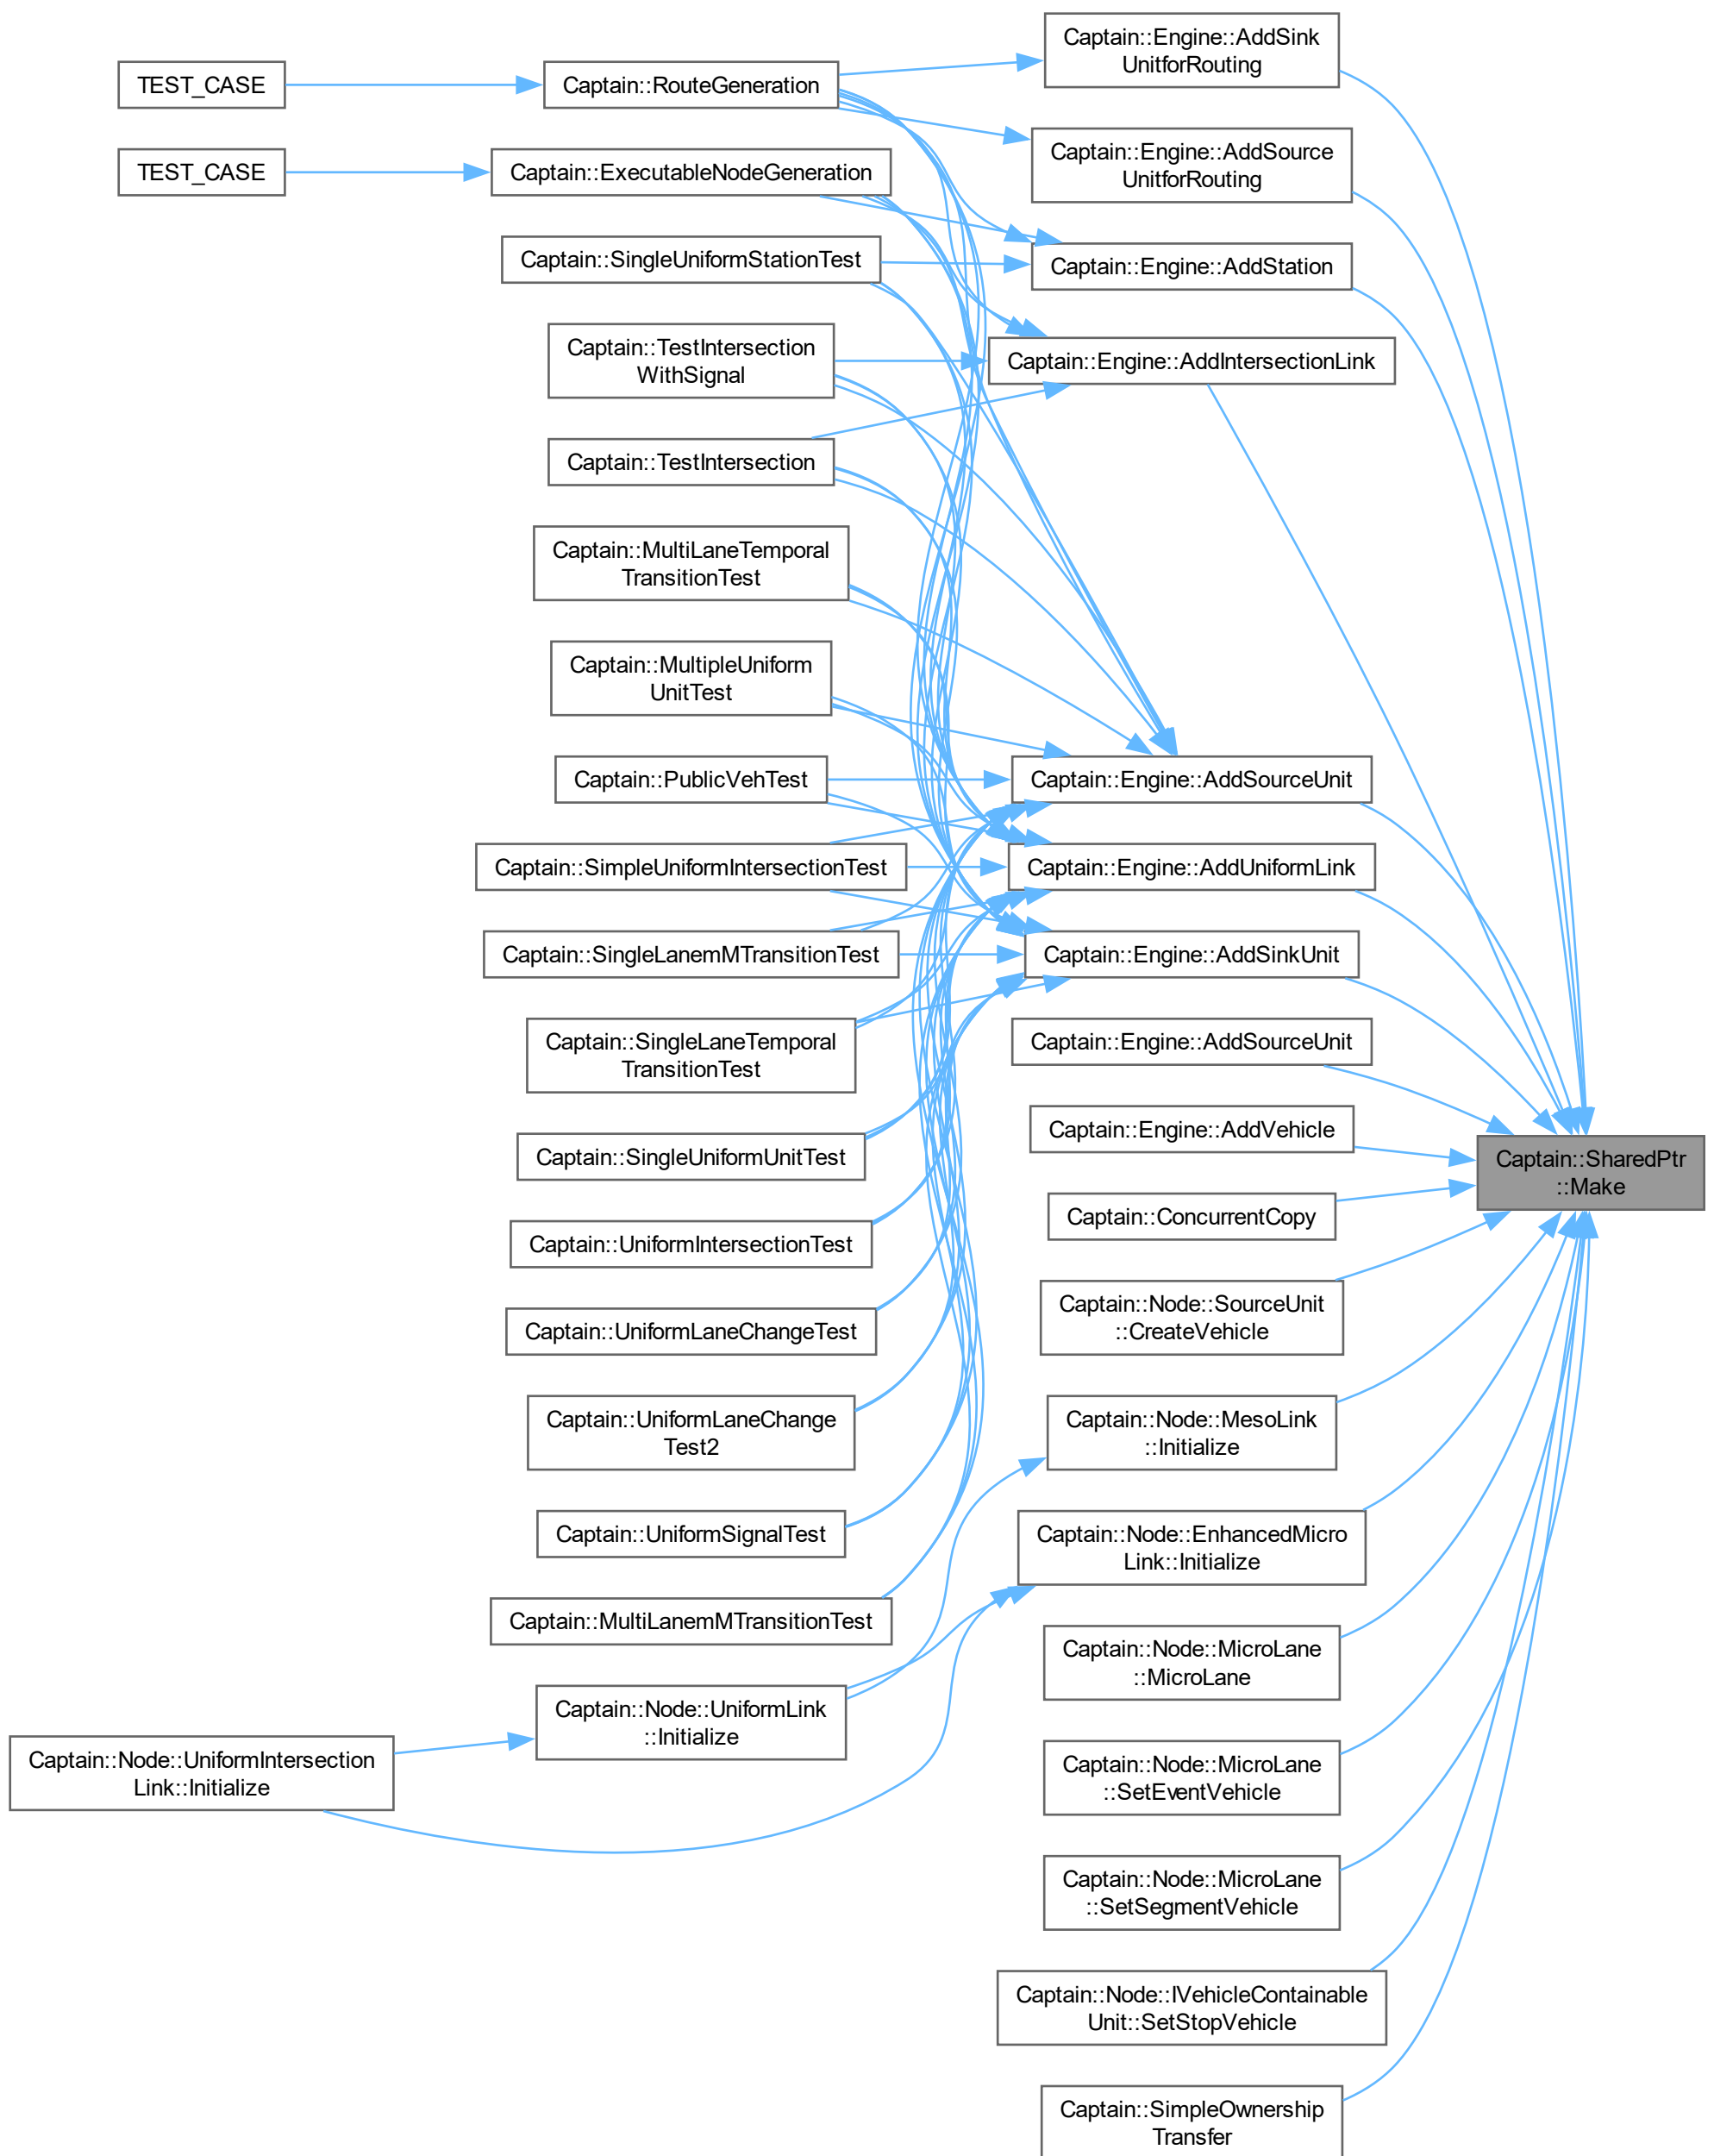 TEST_CASE
TEST_CASE
Captain::Node::UniformIntersection
Link::Initialize
Captain::RouteGeneration
Captain::ExecutableNodeGeneration
Captain::SingleUniformStationTest
Captain::TestIntersection
WithSignal
Captain::TestIntersection
Captain::MultiLaneTemporal
TransitionTest
Captain::MultipleUniform
UnitTest
Captain::PublicVehTest
Captain::SimpleUniformIntersectionTest
Captain::SingleLanemMTransitionTest
Captain::SingleLaneTemporal
TransitionTest
Captain::SingleUniformUnitTest
Captain::UniformIntersectionTest
Captain::UniformLaneChangeTest
Captain::UniformLaneChange
Test2
Captain::UniformSignalTest
Captain::MultiLanemMTransitionTest
Captain::Node::UniformLink
::Initialize
Captain::Engine::AddSink
UnitforRouting
Captain::Engine::AddSource
UnitforRouting
Captain::Engine::AddStation
Captain::Engine::AddIntersectionLink
Captain::Engine::AddSourceUnit
Captain::Engine::AddUniformLink
Captain::Engine::AddSinkUnit
Captain::Engine::AddSourceUnit
Captain::Engine::AddVehicle
Captain::ConcurrentCopy
Captain::Node::SourceUnit
::CreateVehicle
Captain::Node::MesoLink
::Initialize
Captain::Node::EnhancedMicro
Link::Initialize
Captain::Node::MicroLane
::MicroLane
Captain::Node::MicroLane
::SetEventVehicle
Captain::Node::MicroLane
::SetSegmentVehicle
Captain::Node::IVehicleContainable
Unit::SetStopVehicle
Captain::SimpleOwnership
Transfer
Captain::SharedPtr
::Make